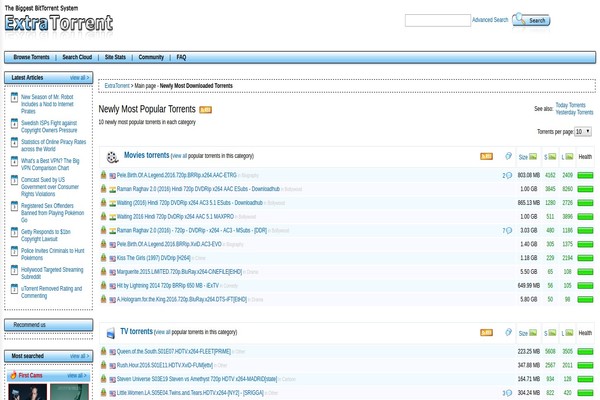 The Biggest BitTorrent System
ExtraTorrent
Advanced Search
Search
Browse Torrents | Search Cloud | Site Stats | Community | FAQ
Latest Articles
view all >
New Season of Mr. Robot
Includes a Nod to Internet
Pirates
Swedish ISPs Fight against
Copyright Owners Pressure
Statistics of Online Piracy Rates
across the World
What's a Best VPN? The Big
VPN Comparison Chart
Comcast Sued by US
Government over Consumer
Rights Violations
Registered Sex Offenders
Banned from Playing Pokemon
Go
Getty Responds to $1bn
Copyright Lawsuit
Police Invites Criminals to Hunt
Pokemons
Hollywood Targeted Streaming
Subreddit
uTorrent Removed Rating and
Commenting
Recommend us
Most searched
view all >
First Cams
view all >
ExtraTorrent > Main page - Newly Most Downloaded Torrents
Newly Most Popular Torrents
10 newly most popular torrents in each category
See also: Today Torrents
Yesterday Torrents
Torrents per page: 10
Movies torrents (view all popular torrents in this category)
Size S L Health
Pele.Birth.Of.A.Legend.2016.720p.BRRip.x264.AAC-ETRG in Biography 2 803.08 MB 4162 2409
Raman Raghav 2.0 (2016) Hindi 720p DVDRip x264 AAC ESubs - Downloadhub in Bollywood 1.00 GB 3845 8260
Waiting (2016) Hindi 720p DvDRip x264 AC3 5.1 ESubs - Downloadhub in Bollywood 865.13 MB 1280 2726
Waiting 2016 Hindi 720p DvDRip x264 AAC 5.1 MAXPRO in Bollywood 1.00 GB 511 3898
Raman Raghav 2.0 (2016) - 720p - DVDRip - x264 - AC3 - MSubs - [DDR] in Bollywood 7 3.03 GB 480 1186
Pele.Birth.Of.A.Legend.2016.BRRip.XviD.AC3-EVO in Biography 1.40 GB 305 1375
Kiss The Girls (1997) DVDrip [H264] in Crime 1.18 GB 229 2194
Marguerite.2015.LIMITED.720p.BluRay.x264-CiNEFiLE[EtHD] in Drama 5.50 GB 65 108
Hit by Lightning 2014 720p BRRip 650 MB - iExTV in Comedy 649.99 MB 56 105
A.Hologram.for.the.King.2016.720p.BluRay.x264.DTS-iFT[EtHD] in Drama 5.80 GB 50 96
TV torrents (view all popular torrents in this category)
Size S L Health
Queen.of.the.South.S01E07.HDTV.x264-FLEET[PRiME] in Other 223.25 MB 5608 3505
Rush.Hour.2016.S01E11.HDTV.XviD-FUM[ettv] in Other 347.88 MB 2567 2011
Steven Universe S03E19 Steven vs Amethyst 720p HDTV x264-MADRiD[state] in Cartoon 164.71 MB 934 128
Little.Women.LA.S05E04.Twins.and.Tears.HDTV.x264-[NY2] - [SRIGGA] in Other 3 304.24 MB 822 420